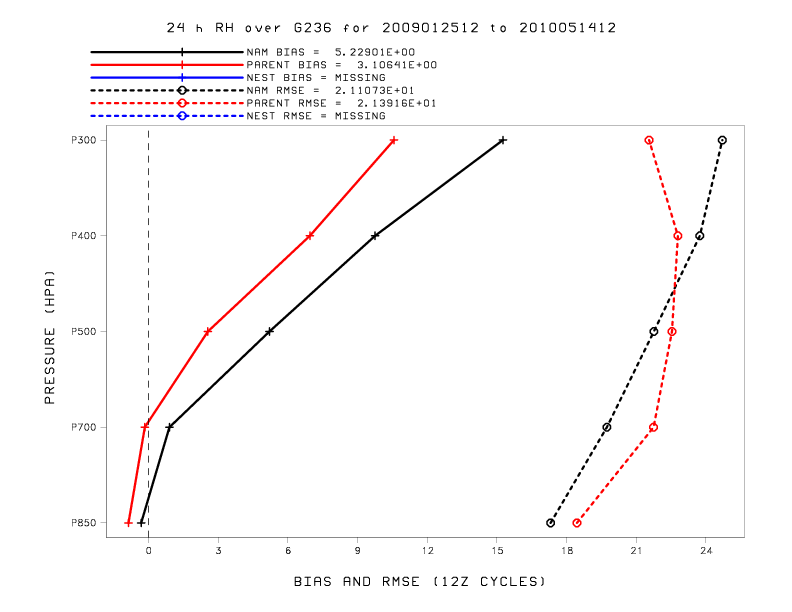 24 h RH over G236 for 2009012512 to 2010051412
NAM BIAS = 5.22901E+00
PARENT BIAS = 3.10641E+00
NEST BIAS = MISSING
NAM RMSE = 2.11073E+01
PARENT RMSE = 2.13916E+01
NEST RMSE = MISSING
P300
P400
P500
P700
P850
PRESSURE (HPA)
0 3 6 9 12 15 18 21 24
BIAS AND RMSE (12Z CYCLES)